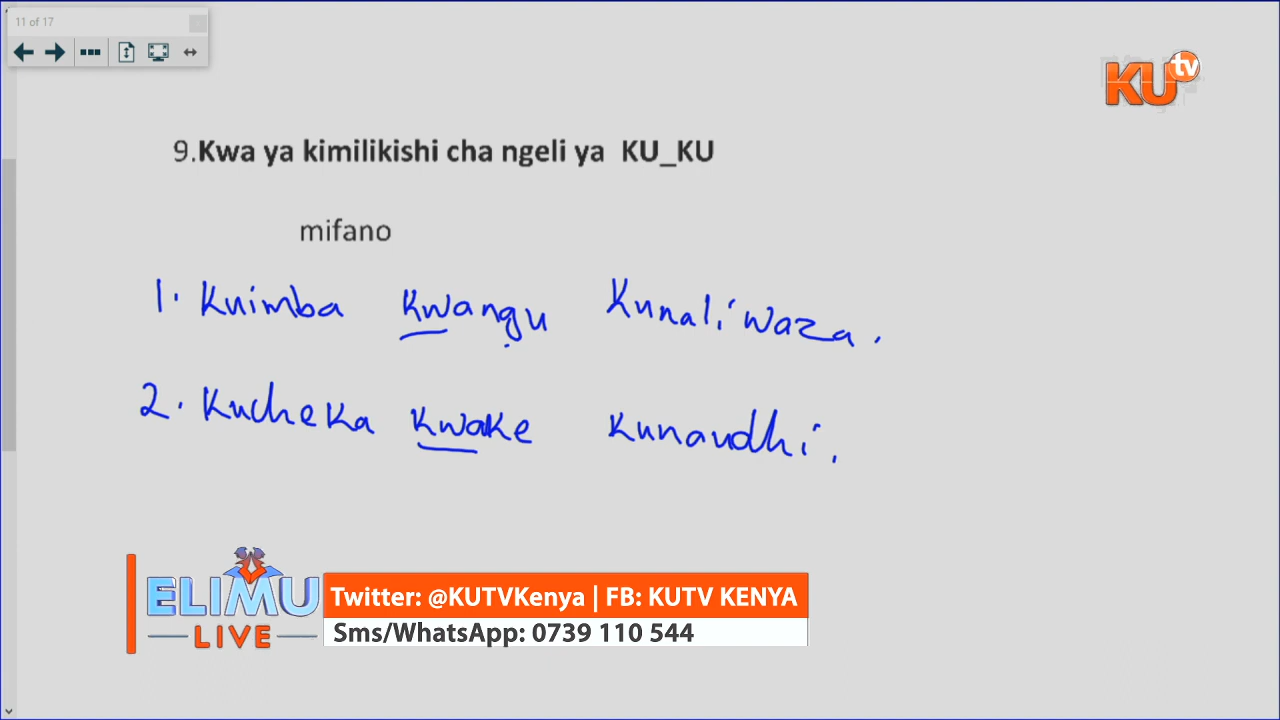 11 of 17
KU tv
9.Kwa ya kimilikishi cha ngeli ya KU_KU
mifano
1. Kuimba kwangu Kunaliwaza.
2. Kucheka kwake kunaudhi.
ELIMU
LIVE
Twitter: @KUTVKenya | FB: KUTV KENYA
Sms/WhatsApp: 0739 110 544